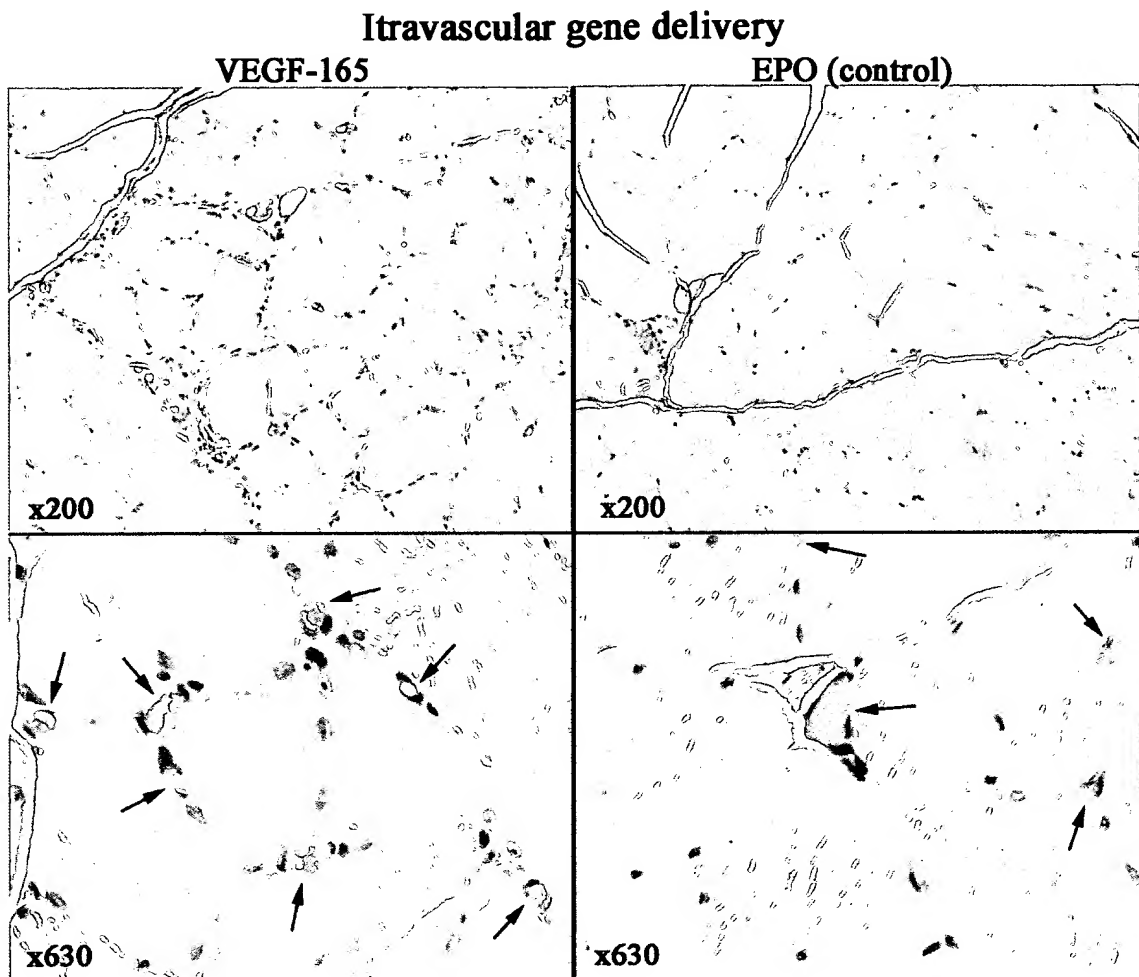 Itravascular gene delivery
VEGF-165 EPO (control)
x200 x200
x630 x630